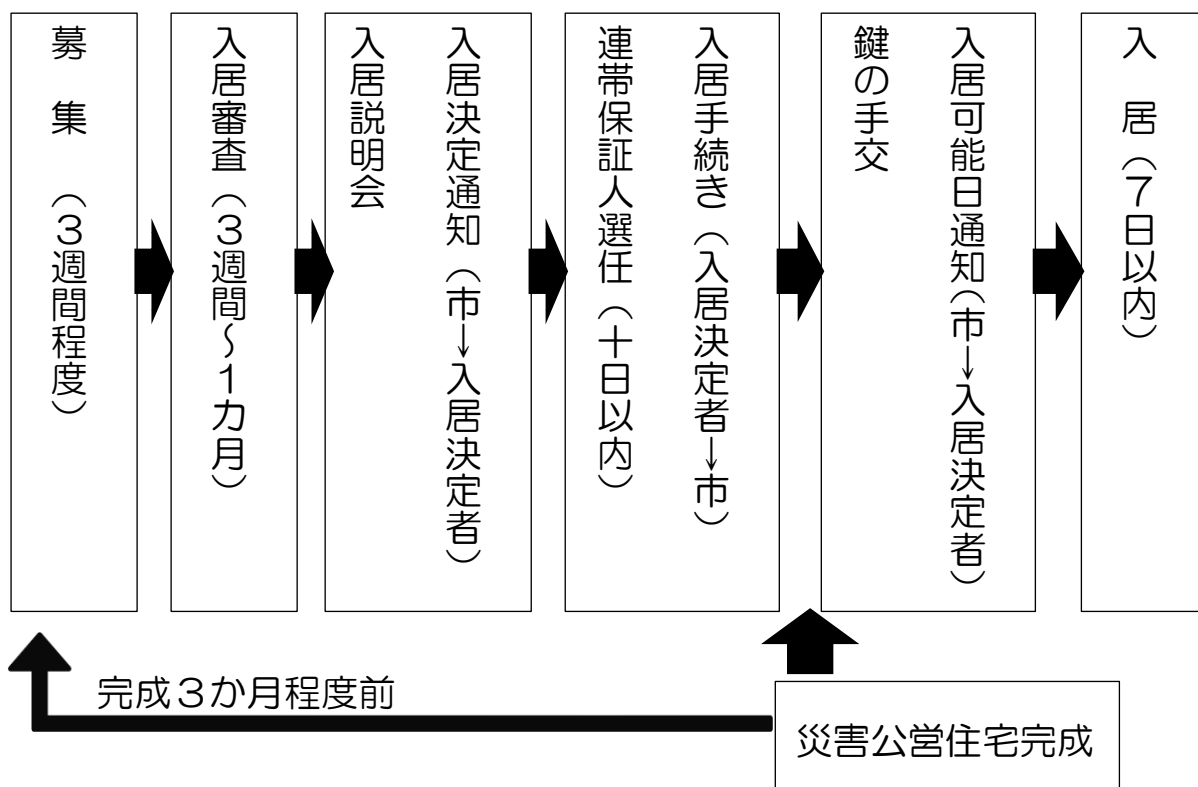 募　集　（３週間程度）
入居審査（３週間～１カ月）
入居決定通知（市→入居決定者）
入居説明会
入居手続き（入居決定者→市）
連帯保証人選任（十日以内）
入居可能日通知（市→入居決定者）
鍵の手交
入　居（７日以内）
完成３か月程度前
災害公営住宅完成